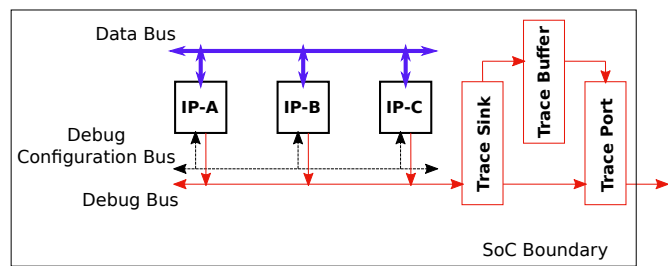 Data Bus
IP-A
IP-B
IP-C
Debug
Configuration Bus
Debug Bus
Trace Sink
Trace Buffer
Trace Port
SoC Boundary